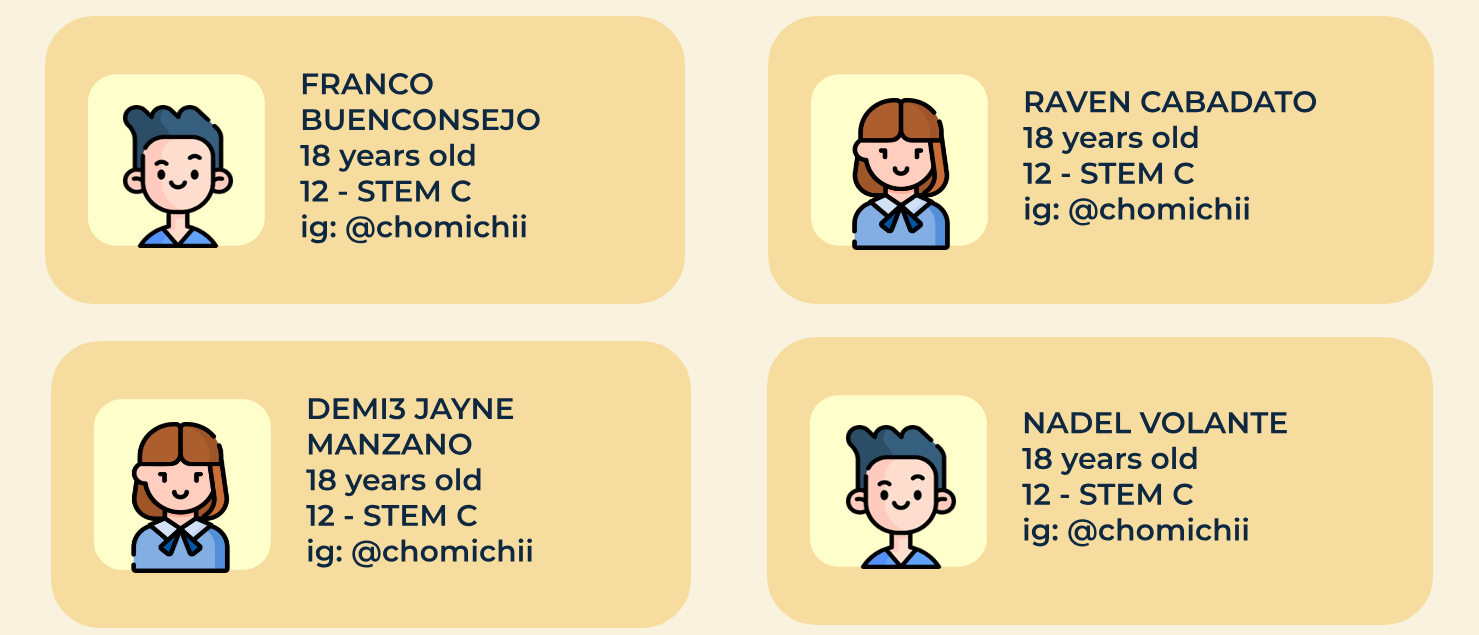 FRANCO
BUENCONSEJO
18 years old
12 - STEM C
ig: @chomichii
RAVEN CABADATO
18 years old
12 - STEM C
ig: @chomichii
DEMI3 JAYNE
MANZANO
18 years old
12 - STEM C
ig: @chomichii
NADEL VOLANTE
18 years old
12 - STEM C
ig: @chomichii